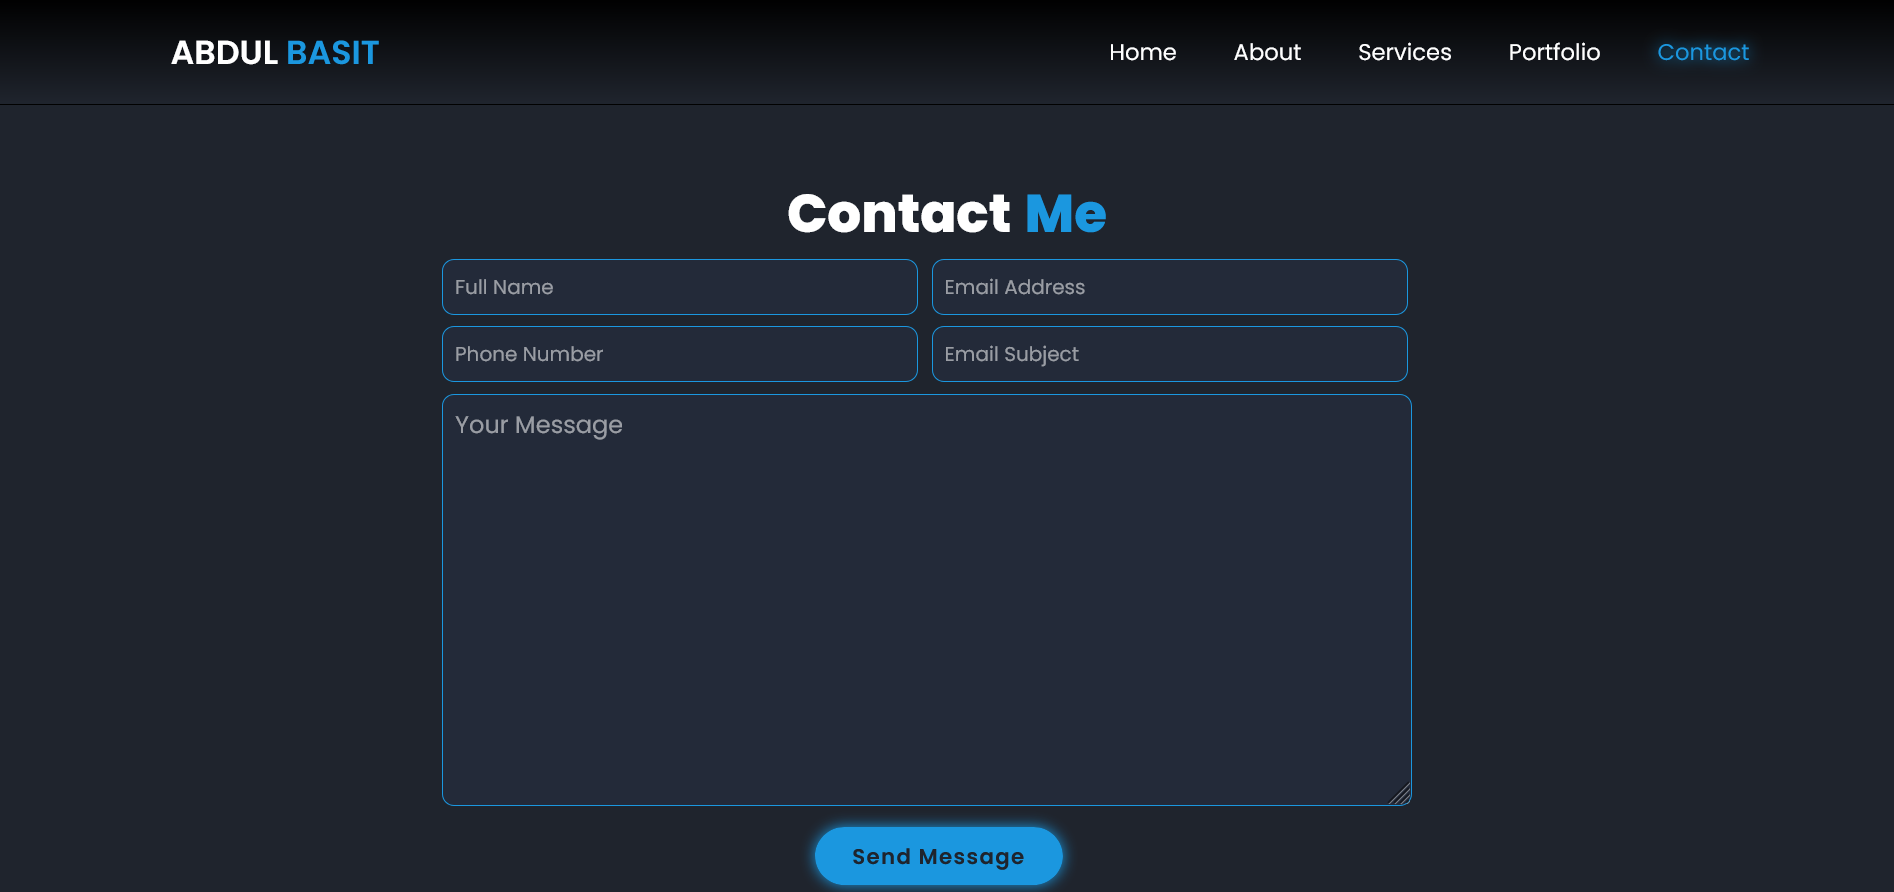 ABDUL BASIT
Home About Services Portfolio Contact
Contact Me
Full Name Email Address
Phone Number Email Subject
Your Message
Send Message